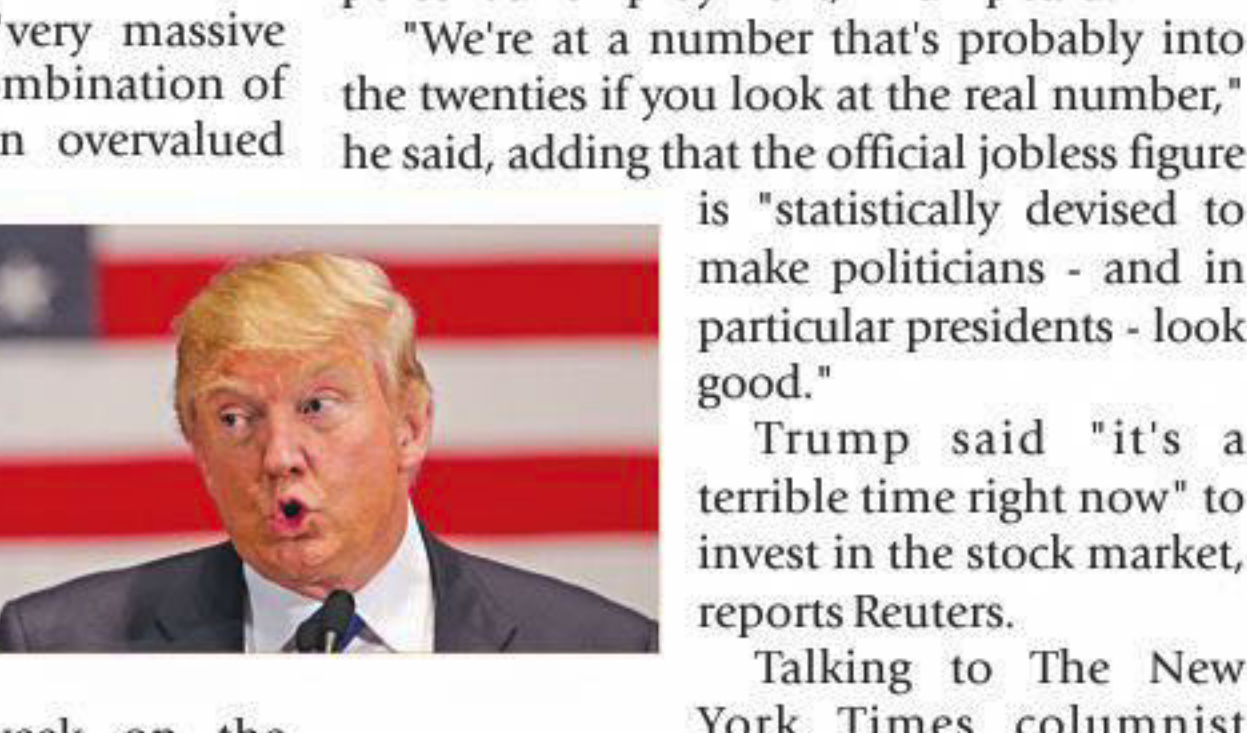 very massive
mbination of
n overvalued
"We're at a number that's probably into
the twenties if you look at the real number,"
he said, adding that the official jobless figure
is "statistically devised to
make politicians - and in
particular presidents - look
good."
Trump said "it's a
terrible time right now" to
invest in the stock market,
reports Reuters.
Talking to The New
York Times columnist
week on the